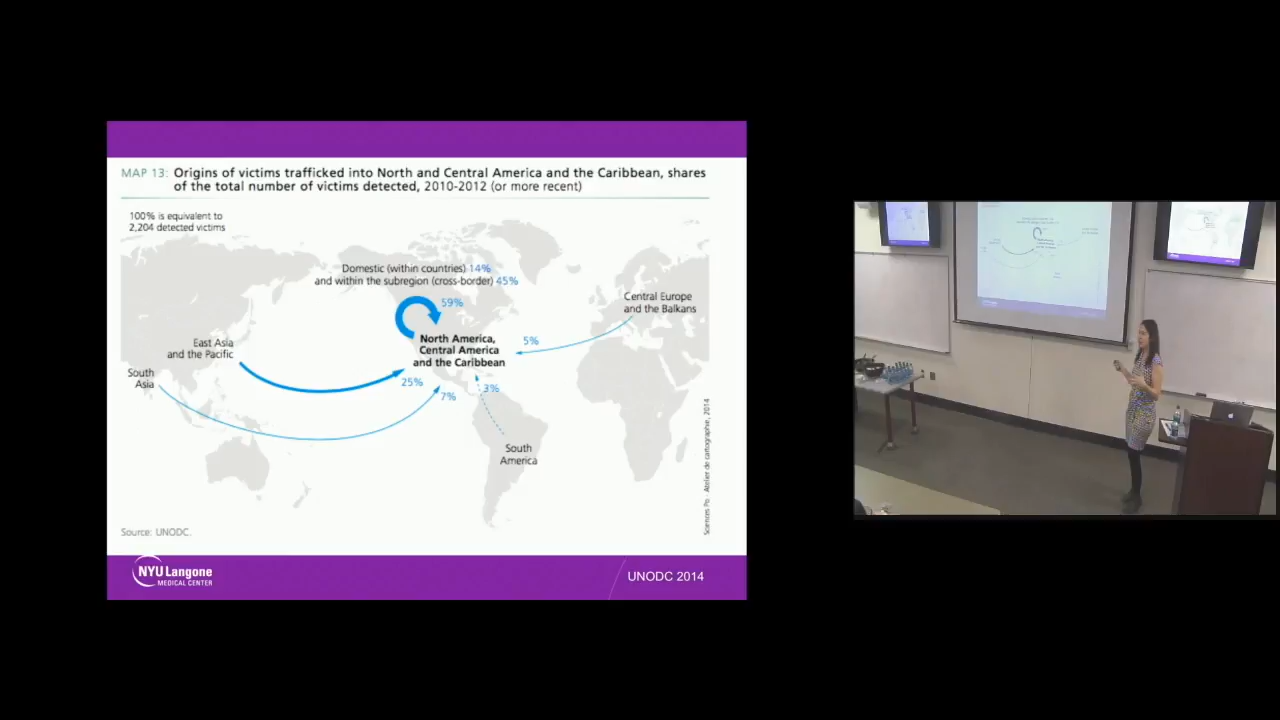 MAP 13: Origins of victims trafficked into North and Central America and the Caribbean, shares
of the total number of victims detected, 2010-2012 (or more recent)
100% is equivalent to
2,204 detected victims
Domestic (within countries) 14%
and within the subregion (cross-border) 45%
59%
Central Europe
and the Balkans
5%
North America,
Central America
and the Caribbean
East Asia
and the Pacific
25%
South
Asia
7%
3%
South
America
Sciences Po - Atelier de cartographie, 2014
Source: UNODC.
NYU Langone
MEDICAL CENTER
UNODC 2014